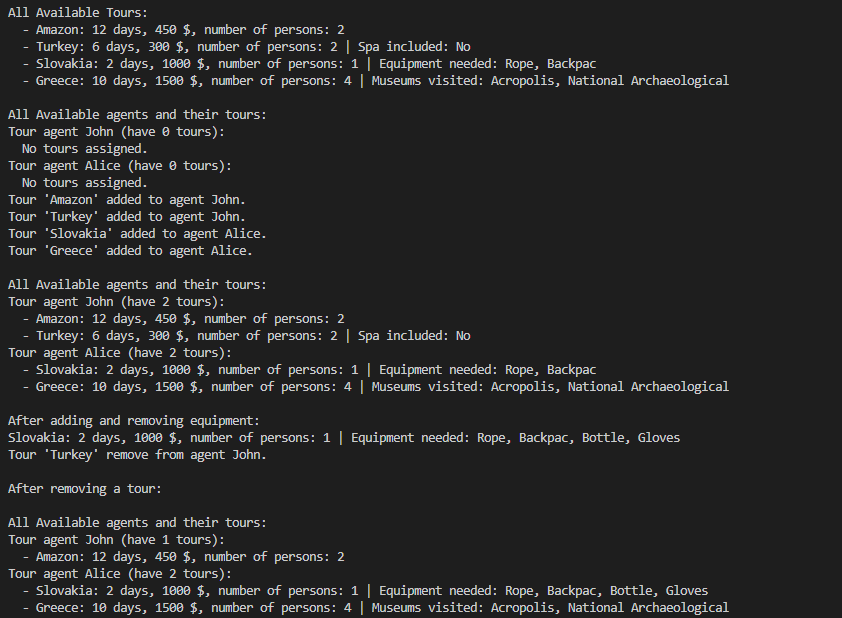 All Available Tours:
  - Amazon: 12 days, 450 $, number of persons: 2
  - Turkey: 6 days, 300 $, number of persons: 2 | Spa included: No
  - Slovakia: 2 days, 1000 $, number of persons: 1 | Equipment needed: Rope, Backpac
  - Greece: 10 days, 1500 $, number of persons: 4 | Museums visited: Acropolis, National Archaeological

All Available agents and their tours:
Tour agent John (have 0 tours):
  No tours assigned.
Tour agent Alice (have 0 tours):
  No tours assigned.
Tour 'Amazon' added to agent John.
Tour 'Turkey' added to agent John.
Tour 'Slovakia' added to agent Alice.
Tour 'Greece' added to agent Alice.

All Available agents and their tours:
Tour agent John (have 2 tours):
  - Amazon: 12 days, 450 $, number of persons: 2
  - Turkey: 6 days, 300 $, number of persons: 2 | Spa included: No
Tour agent Alice (have 2 tours):
  - Slovakia: 2 days, 1000 $, number of persons: 1 | Equipment needed: Rope, Backpac
  - Greece: 10 days, 1500 $, number of persons: 4 | Museums visited: Acropolis, National Archaeological

After adding and removing equipment:
Slovakia: 2 days, 1000 $, number of persons: 1 | Equipment needed: Rope, Backpac, Bottle, Gloves
Tour 'Turkey' remove from agent John.

After removing a tour:

All Available agents and their tours:
Tour agent John (have 1 tours):
  - Amazon: 12 days, 450 $, number of persons: 2
Tour agent Alice (have 2 tours):
  - Slovakia: 2 days, 1000 $, number of persons: 1 | Equipment needed: Rope, Backpac, Bottle, Gloves
  - Greece: 10 days, 1500 $, number of persons: 4 | Museums visited: Acropolis, National Archaeological